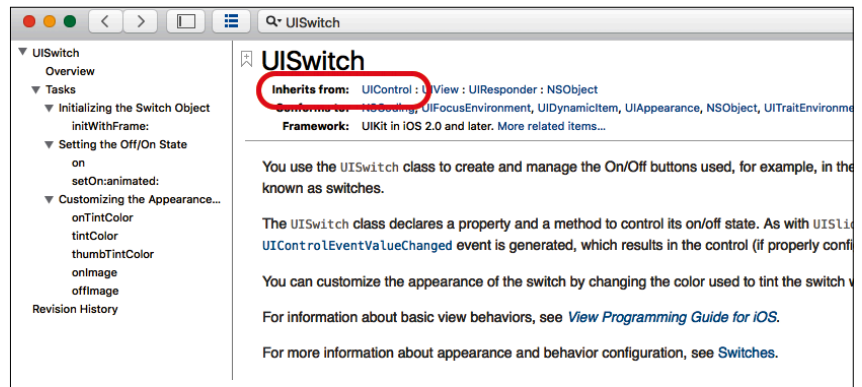 UISwitch
UISwitch
Overview
Tasks
Initializing the Switch Object
initWithFrame:
Setting the Off/On State
on
setOn:animated:
Customizing the Appearance...
onTintColor
tintColor
thumbTintColor
onImage
offImage
Revision History
UISwitch
Inherits from: UIControl : UIView : UIResponder : NSObject
Conforms to: NSCoding, UIFocusEnvironment, UIDynamicItem, UIAppearance, NSObject, UITraitEnvironme
Framework: UIKit in iOS 2.0 and later. More related items...
You use the UISwitch class to create and manage the On/Off buttons used, for example, in the
known as switches.
The UISwitch class declares a property and a method to control its on/off state. As with UISlid
UIControlEventValueChanged event is generated, which results in the control (if properly confi
You can customize the appearance of the switch by changing the color used to tint the switch
For information about basic view behaviors, see View Programming Guide for iOS.
For more information about appearance and behavior configuration, see Switches.